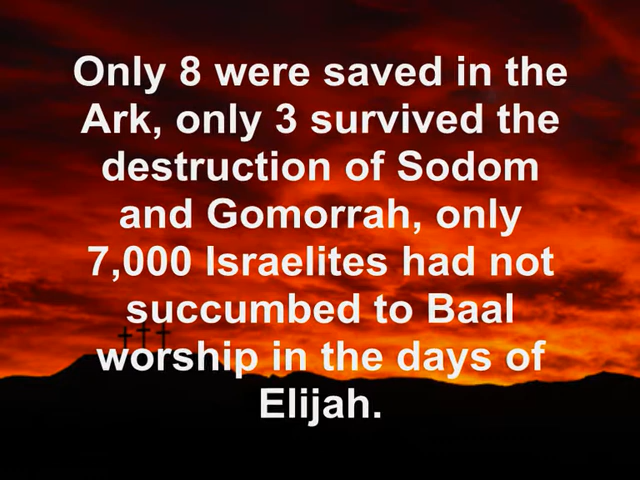 Only 8 were saved in the
Ark, only 3 survived the
destruction of Sodom
and Gomorrah, only
7,000 Israelites had not
succumbed to Baal
worship in the days of
Elijah.